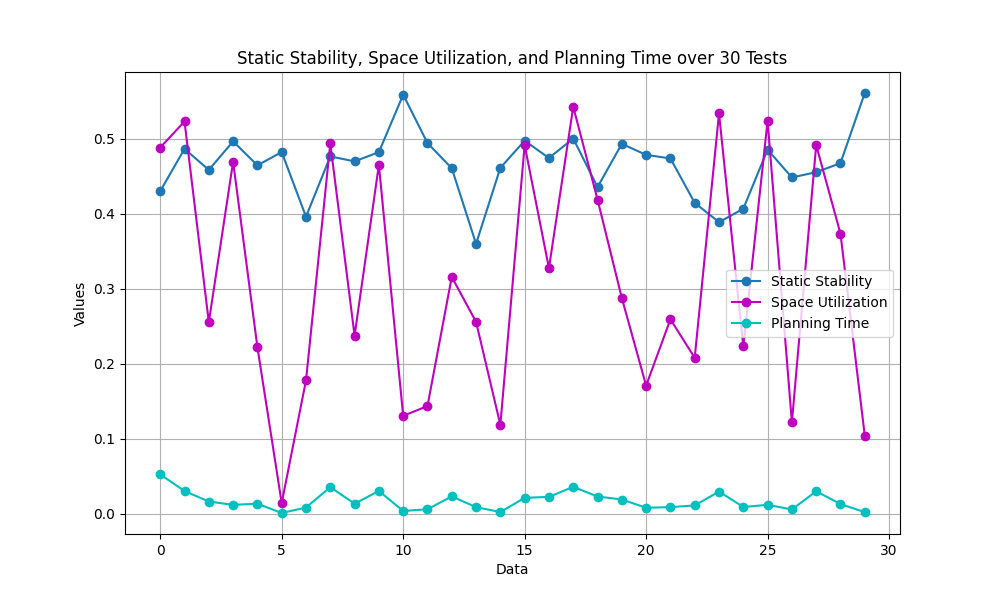 Static Stability, Space Utilization, and Planning Time over 30 Tests
Values
0.5
0.4
0.3
0.2
0.1
0.0
Static Stability
Space Utilization
Planning Time
0
5
10
15
20
25
30
Data